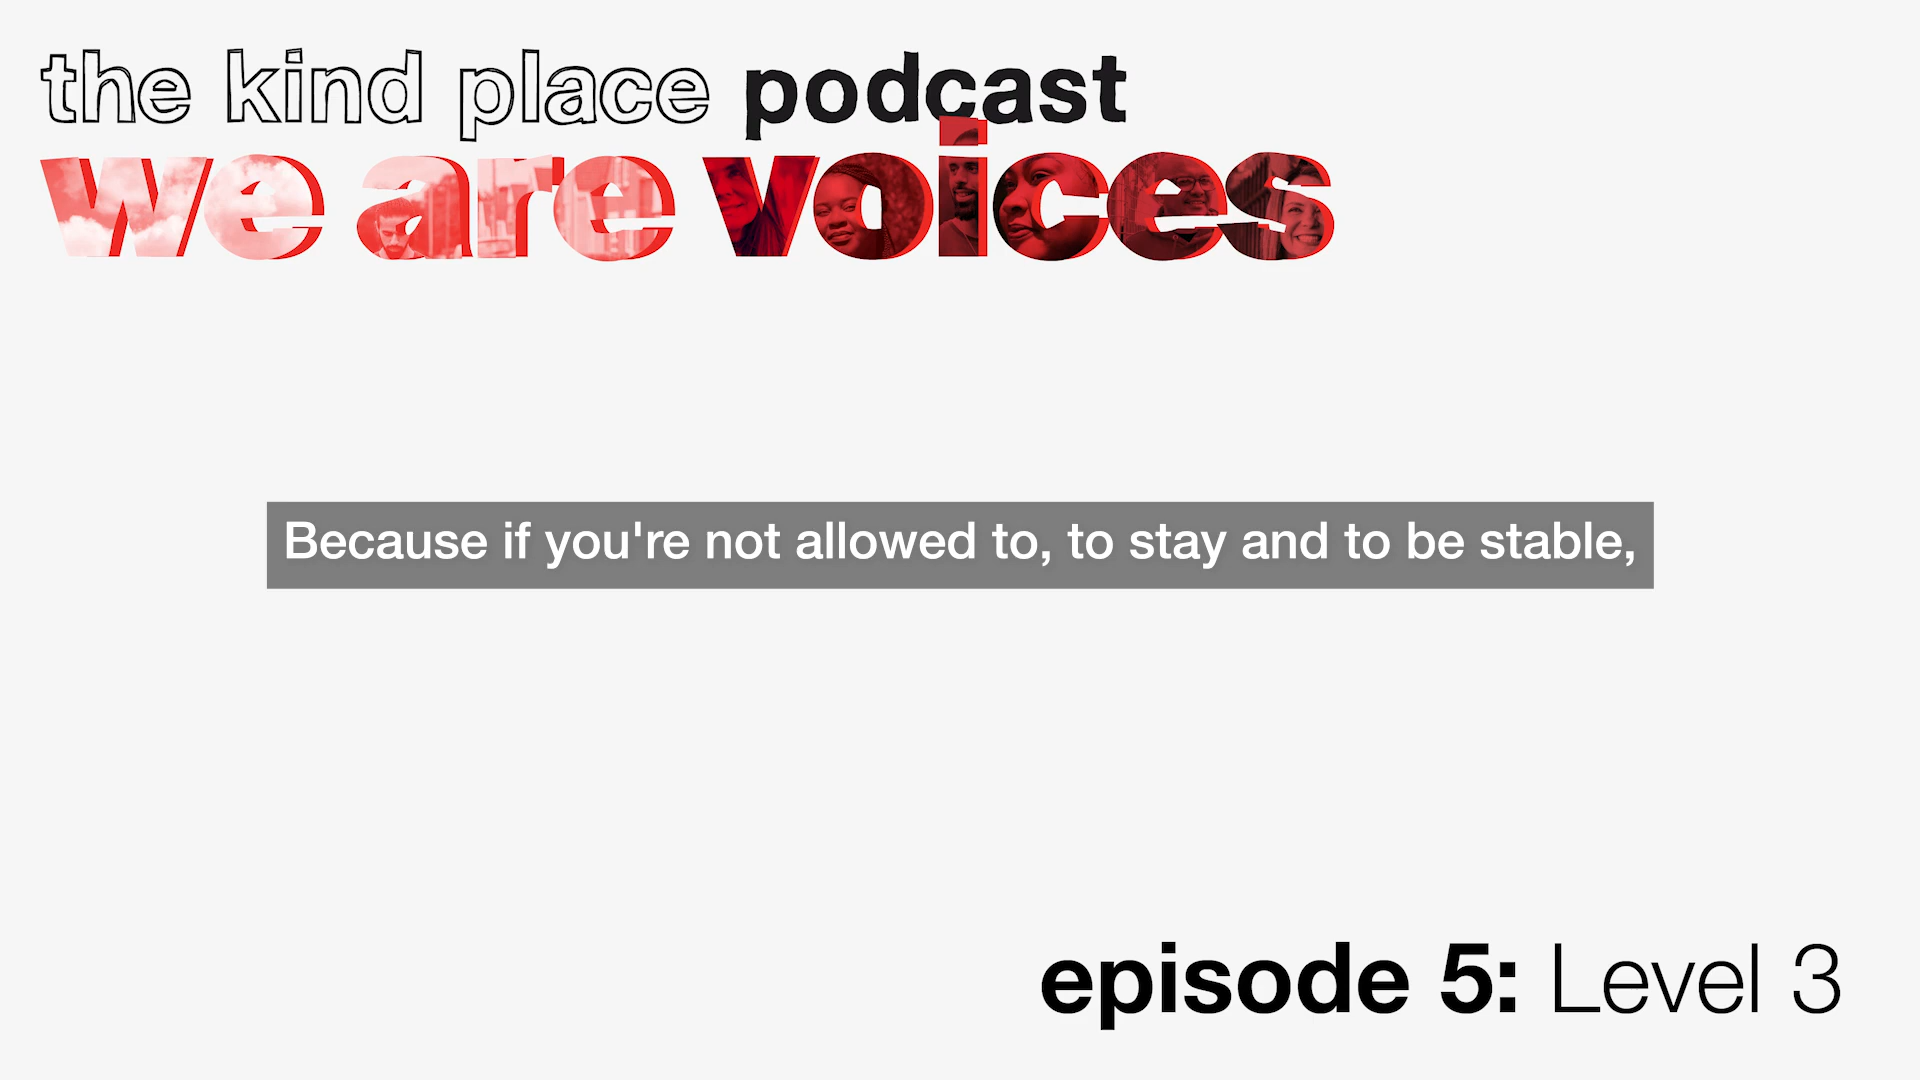 the kind place podcast
we are voices
Because if you're not allowed to, to stay and to be stable,
episode 5: Level 3